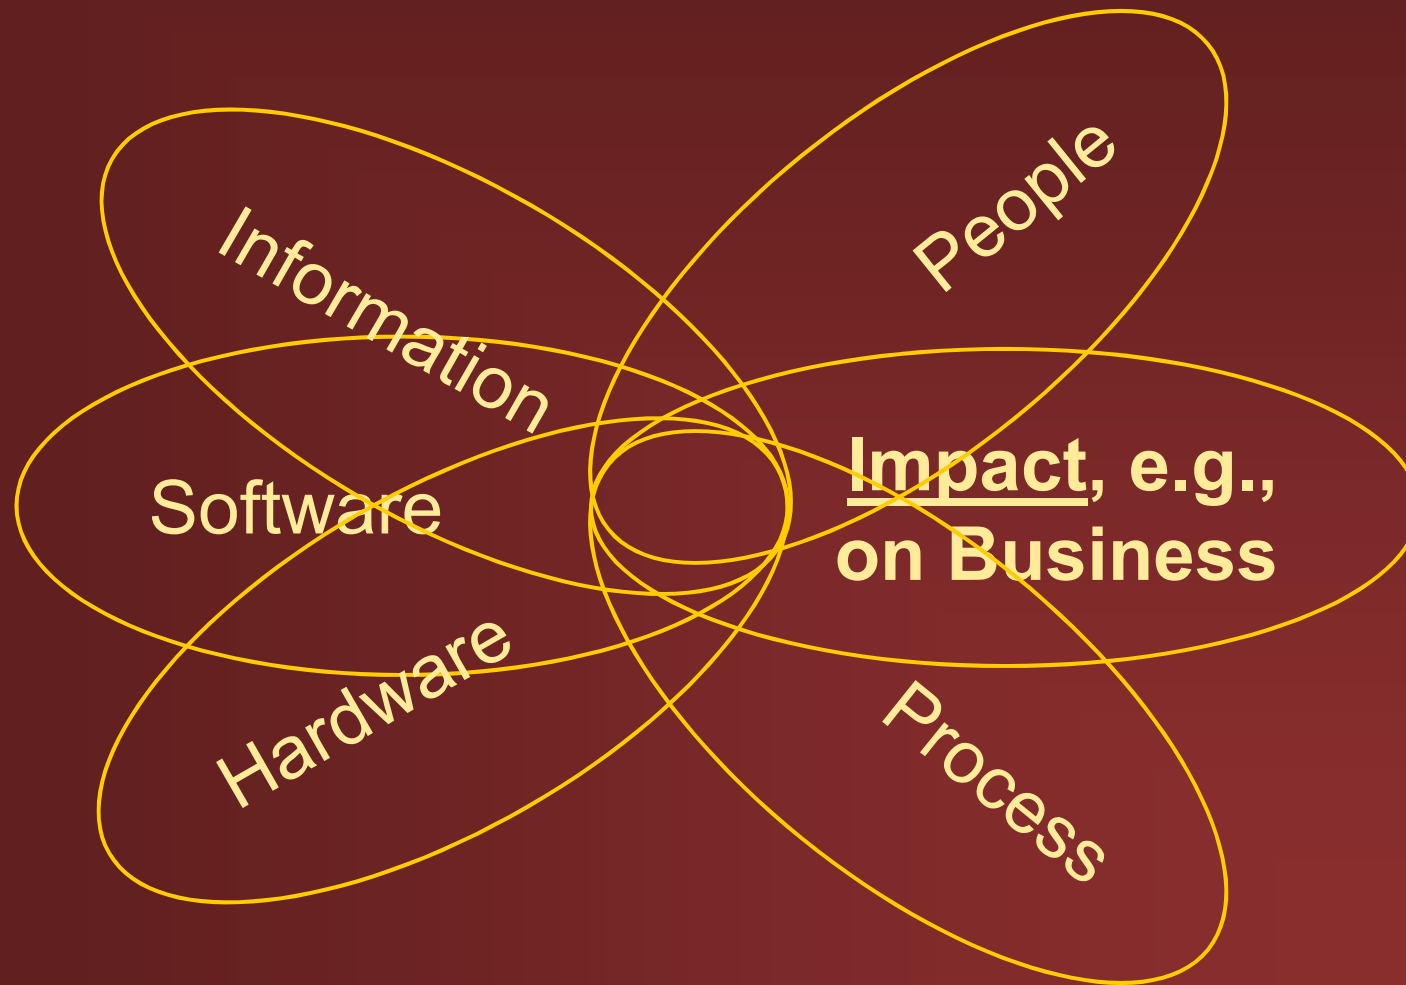 Information
Software
Hardware
People
Impact, e.g.,
on Business
Process